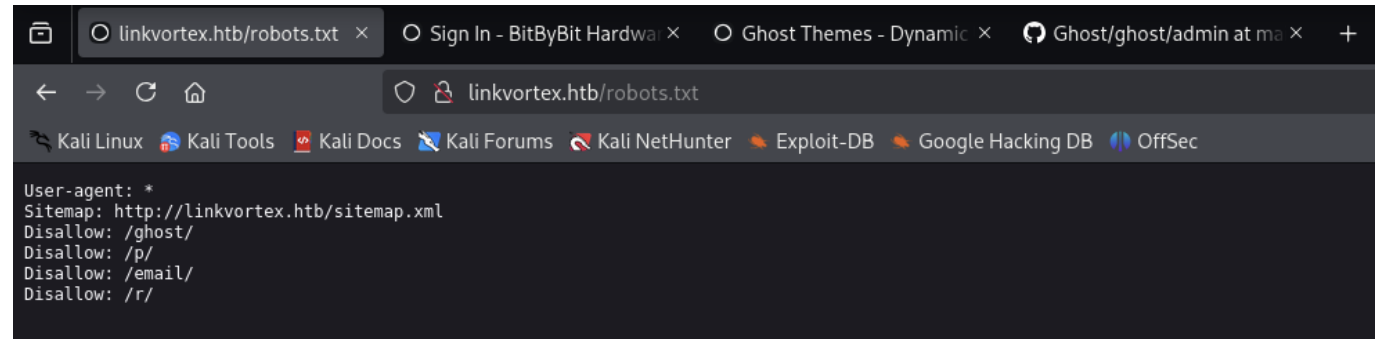 linkvortex.htb/robots.txt × Sign In - BitByBit Hardwa × Ghost Themes - Dynamic × Ghost/ghost/admin at ma × +
linkvortex.htb/robots.txt
Kali Linux Kali Tools Kali Docs Kali Forums Kali NetHunter Exploit-DB Google Hacking DB OffSec
User-agent: *
Sitemap: http://linkvortex.htb/sitemap.xml
Disallow: /ghost/
Disallow: /p/
Disallow: /email/
Disallow: /r/